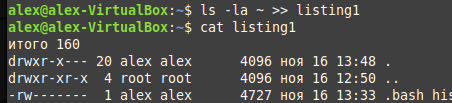 alex@alex-VirtualBox:~$ ls -la ~ >> listing1
alex@alex-VirtualBox:~$ cat listing1
итого 160
drwxr-x--- 20 alex alex     4096 ноя 16 13:48 .
drwxr-xr-x  4 root root     4096 ноя 16 12:50 ..
-rw-------  1 alex alex     4727 ноя 16 13:33 .bash his